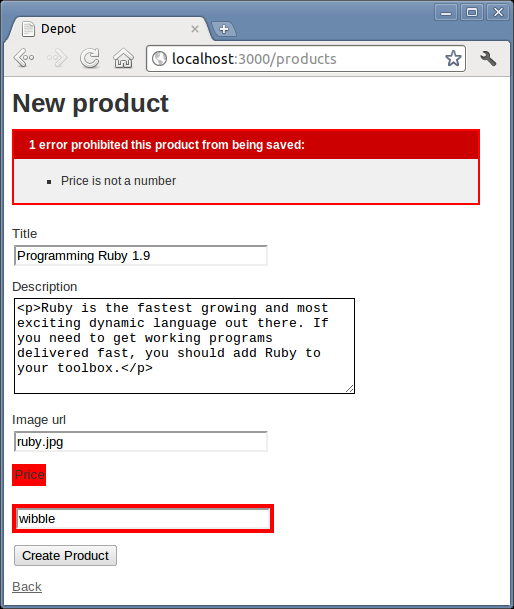 Depot
localhost:3000/products
New product
1 error prohibited this product from being saved:
Price is not a number
Title
Programming Ruby 1.9
Description
<p>Ruby is the fastest growing and most
exciting dynamic language out there. If
you need to get working programs
delivered fast, you should add Ruby to
your toolbox.</p>
Image url
ruby.jpg
Price
wibble
Create Product
Back